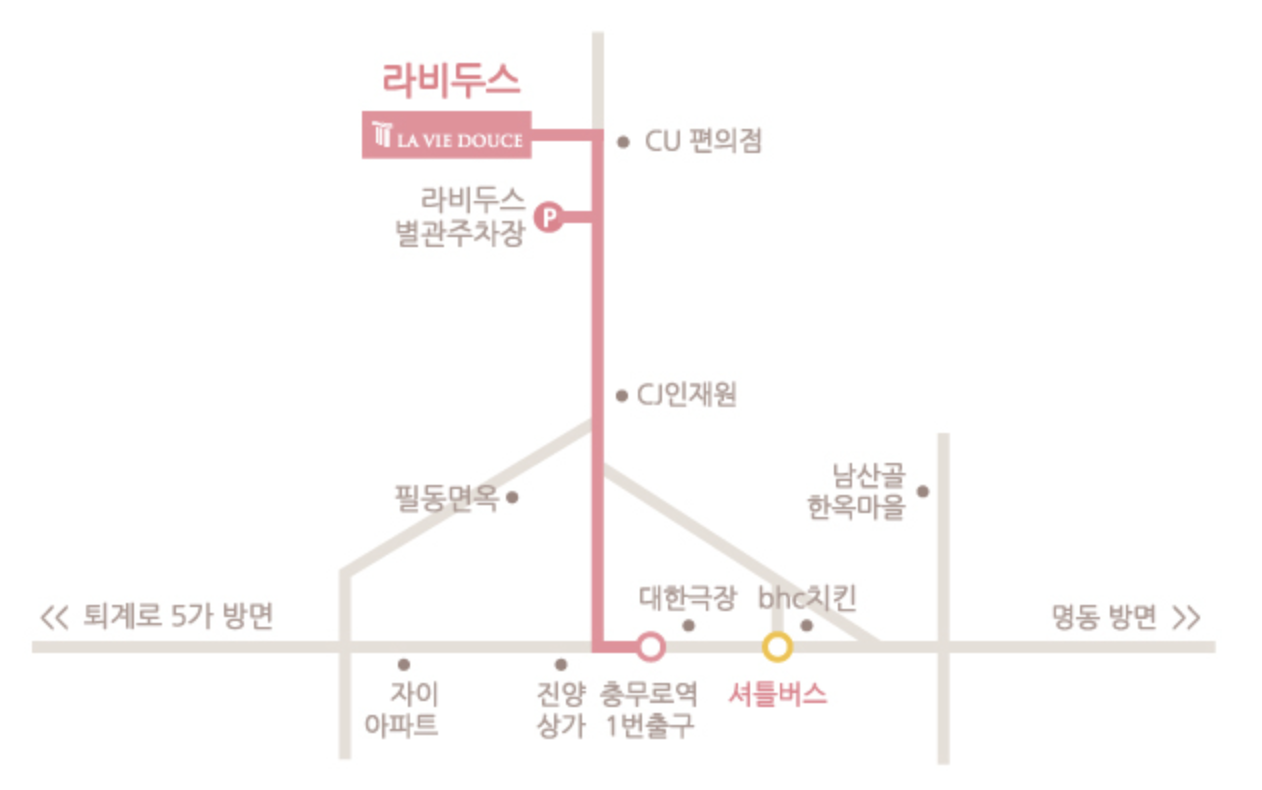 라비두스
LA VIE DOUCE
CU 편의점
라비두스
별관주차장
P
CJ인재원
필동면옥
남산골
한옥마을
대한극장
bhc치킨
<< 퇴계로 5가 방면
명동 방면 >>
자이
아파트
진양
상가
충무로역
1번출구
셔틀버스